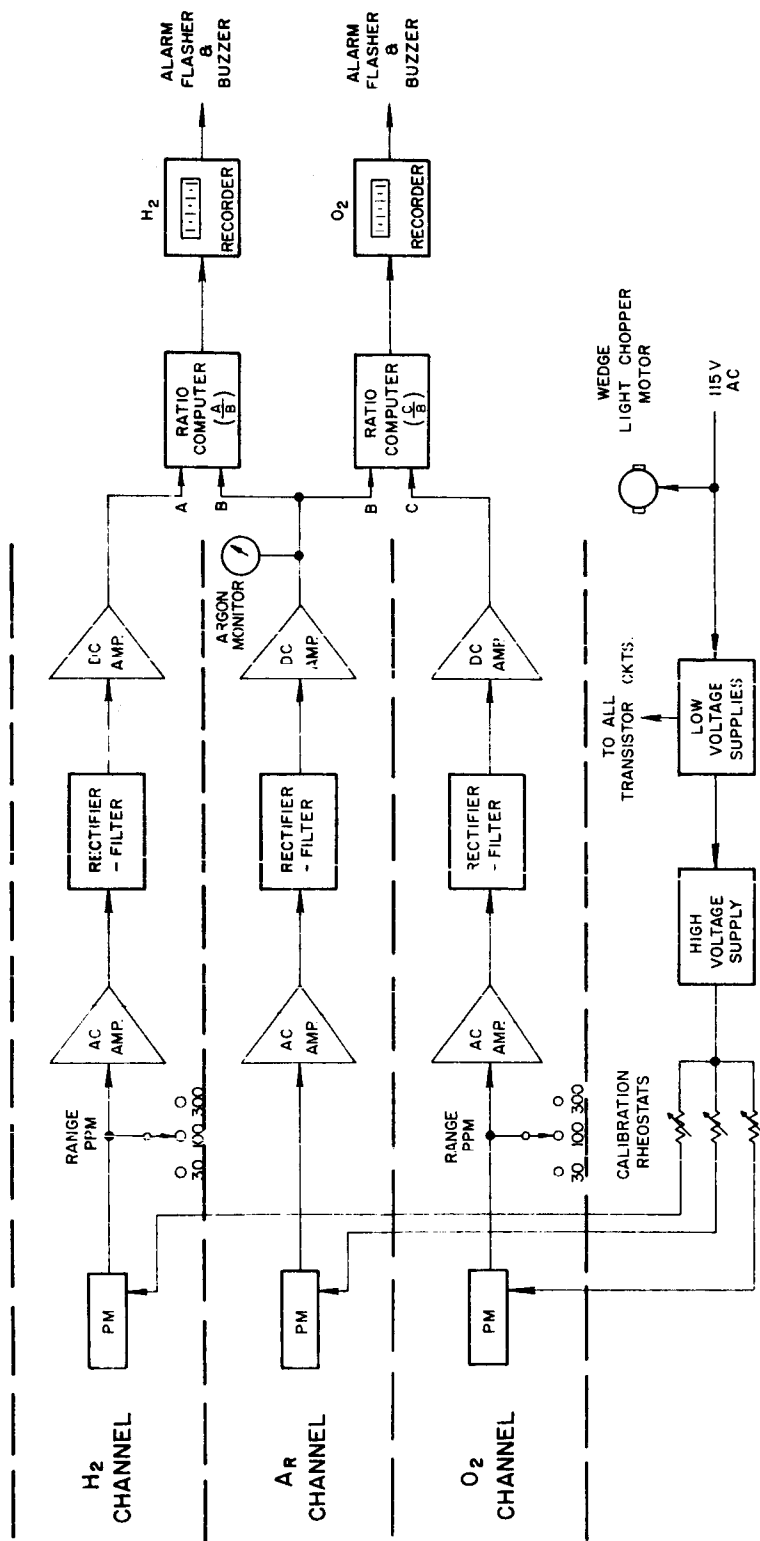 H2
CHANNEL
PM
RANGE
PPM
30 100 300
AC
AMP.
RECTIFIER
- FILTER
DC
AMP.
A
B
RATIO
COMPUTER
(A/B)
H2
RECORDER
ALARM
FLASHER
&
BUZZER
AR
CHANNEL
PM
AC
AMP.
RECTIFIER
- FILTER
DC
AMP.
ARGON
MONITOR
O2
CHANNEL
PM
RANGE
PPM
30 100 300
AC
AMP.
RECTIFIER
- FILTER
DC
AMP
B
C
RATIO
COMPUTER
(C/B)
O2
RECORDER
ALARM
FLASHER
&
BUZZER
CALIBRATION
RHEOSTATS
HIGH
VOLTAGE
SUPPLY
TO ALL
TRANSISTOR CKTS.
LOW
VOLTAGE
SUPPLIES
WEDGE
LIGHT CHOPPER
MOTOR
115V
AC